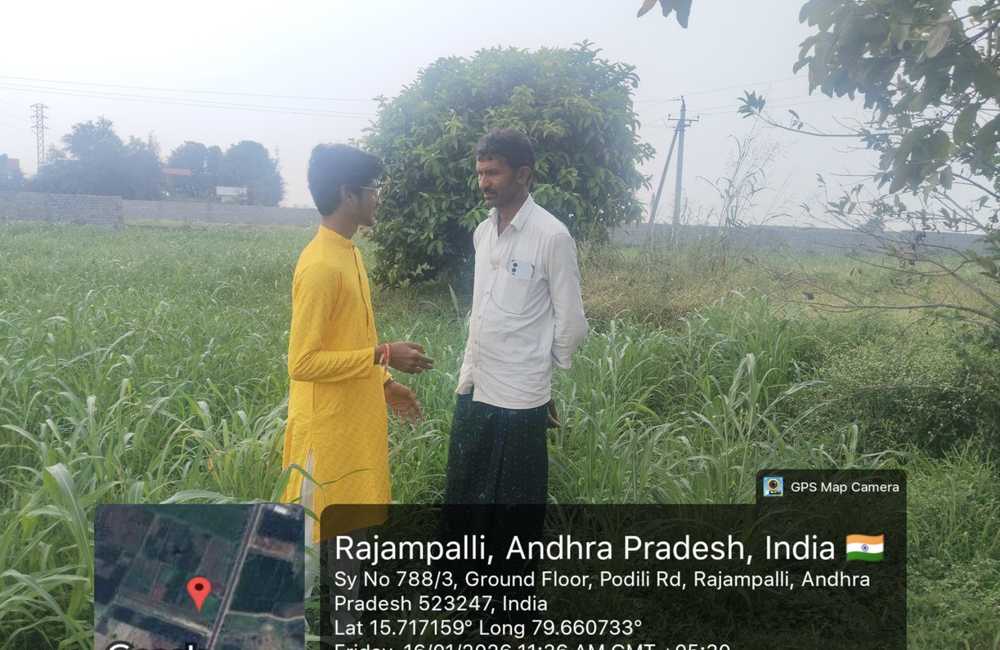 GPS Map Camera
Rajampalli, Andhra Pradesh, India
Sy No 788/3, Ground Floor, Podili Rd, Rajampalli, Andhra
Pradesh 523247, India
Lat 15.717159° Long 79.660733°
Friday, 16/01/2026 11:36 AM GMT +05:30
Google